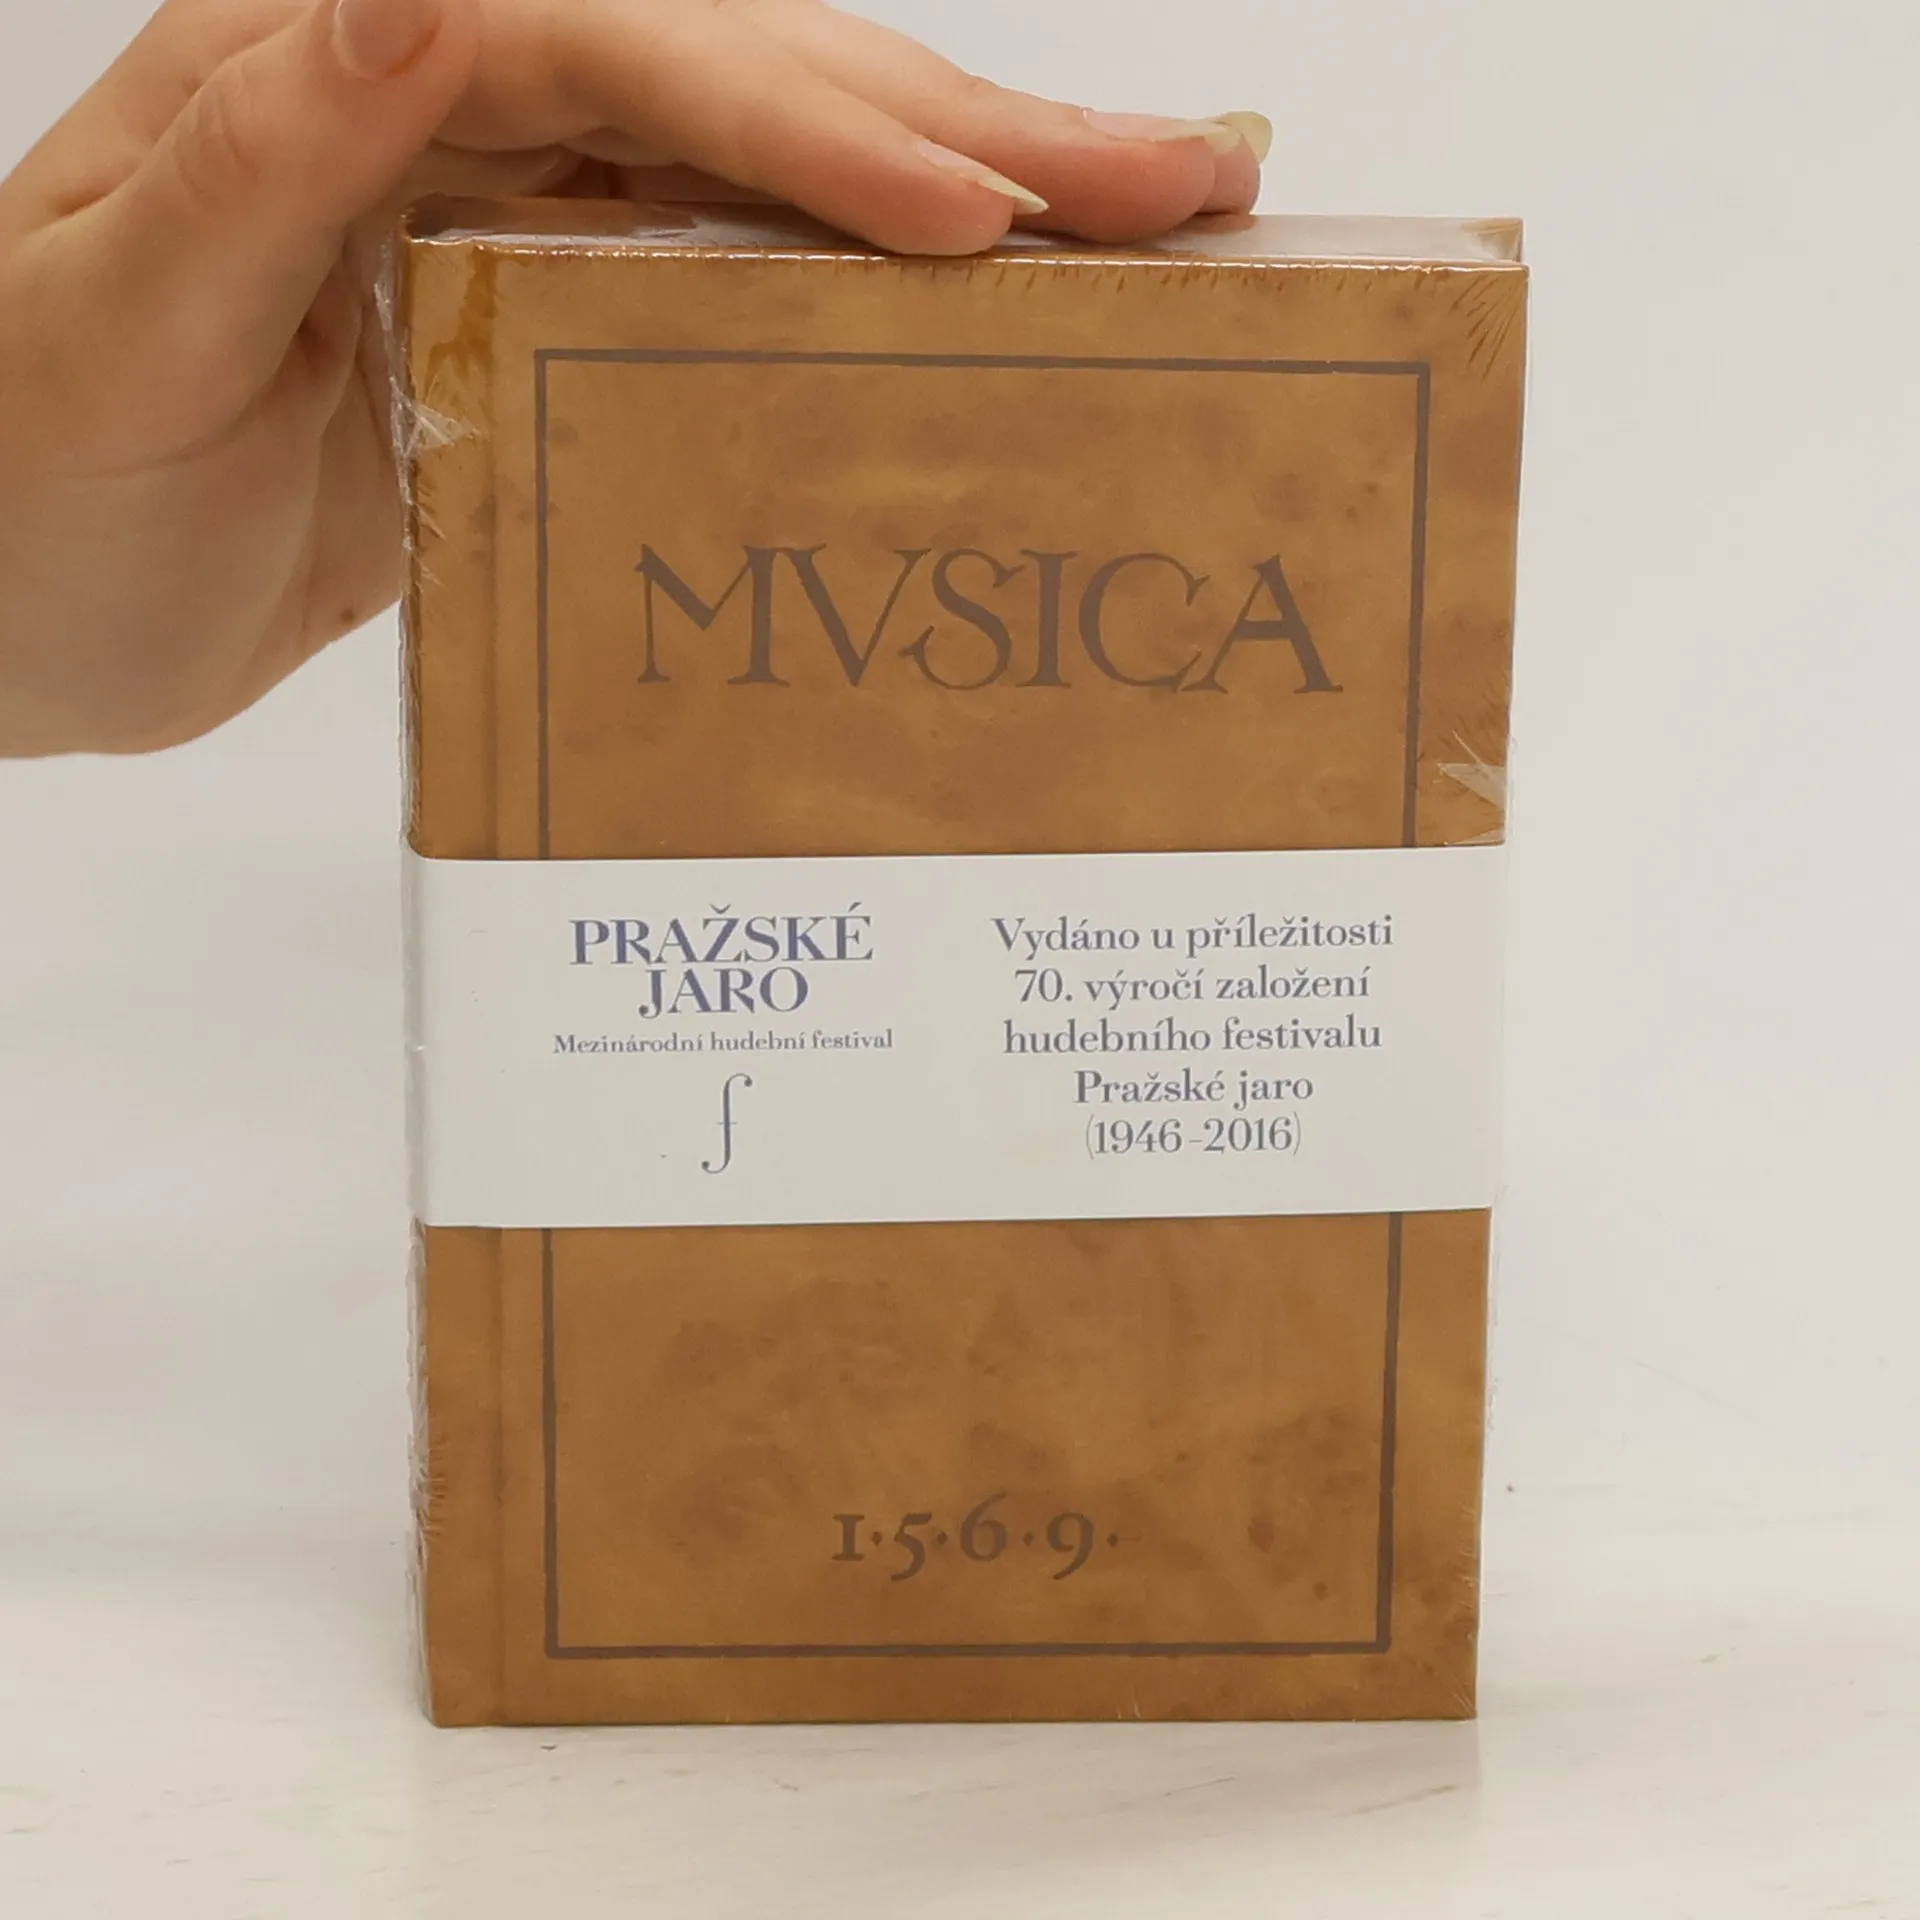 MVSICA
PRAŽSKÉ
JARO
Mezinárodní hudební festival
f
Vydáno u příležitosti
70. výročí založení
hudebního festivalu
Pražské jaro
(1946-2016)
1·5·6·9·